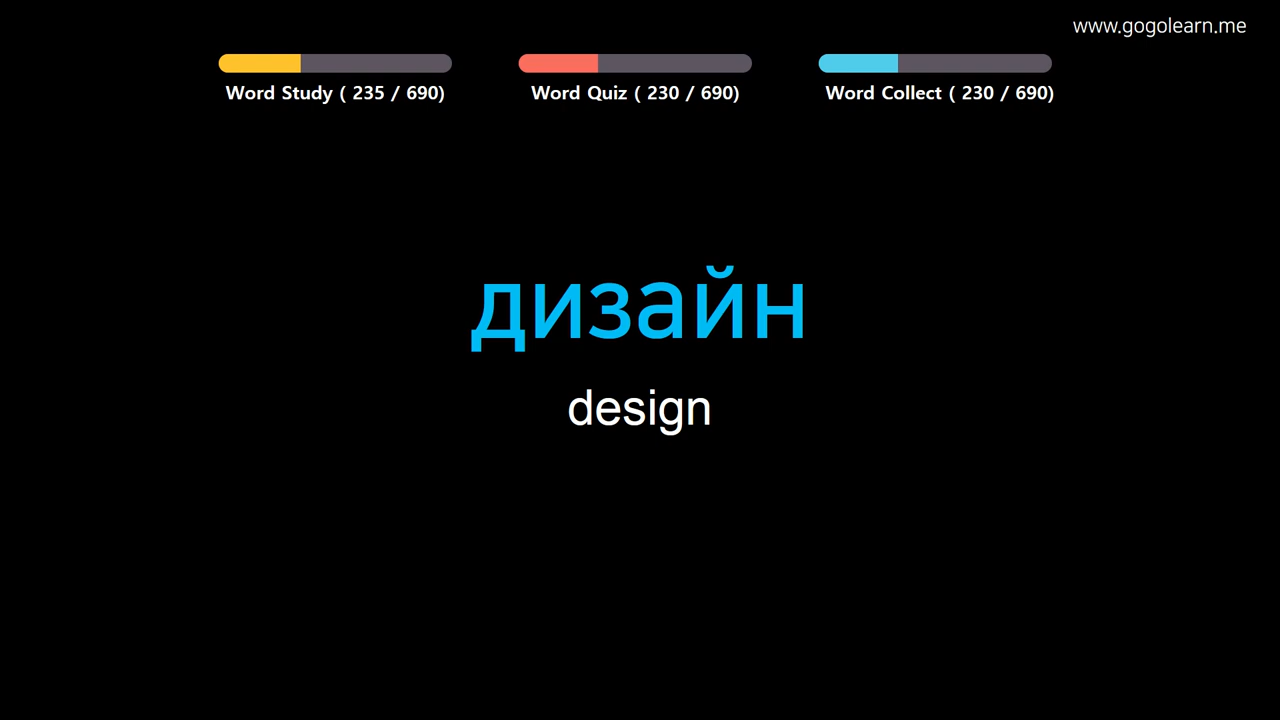 www.gogolearn.me
Word Study ( 235 / 690)
Word Quiz ( 230 / 690)
Word Collect ( 230 / 690)
дизайн
design